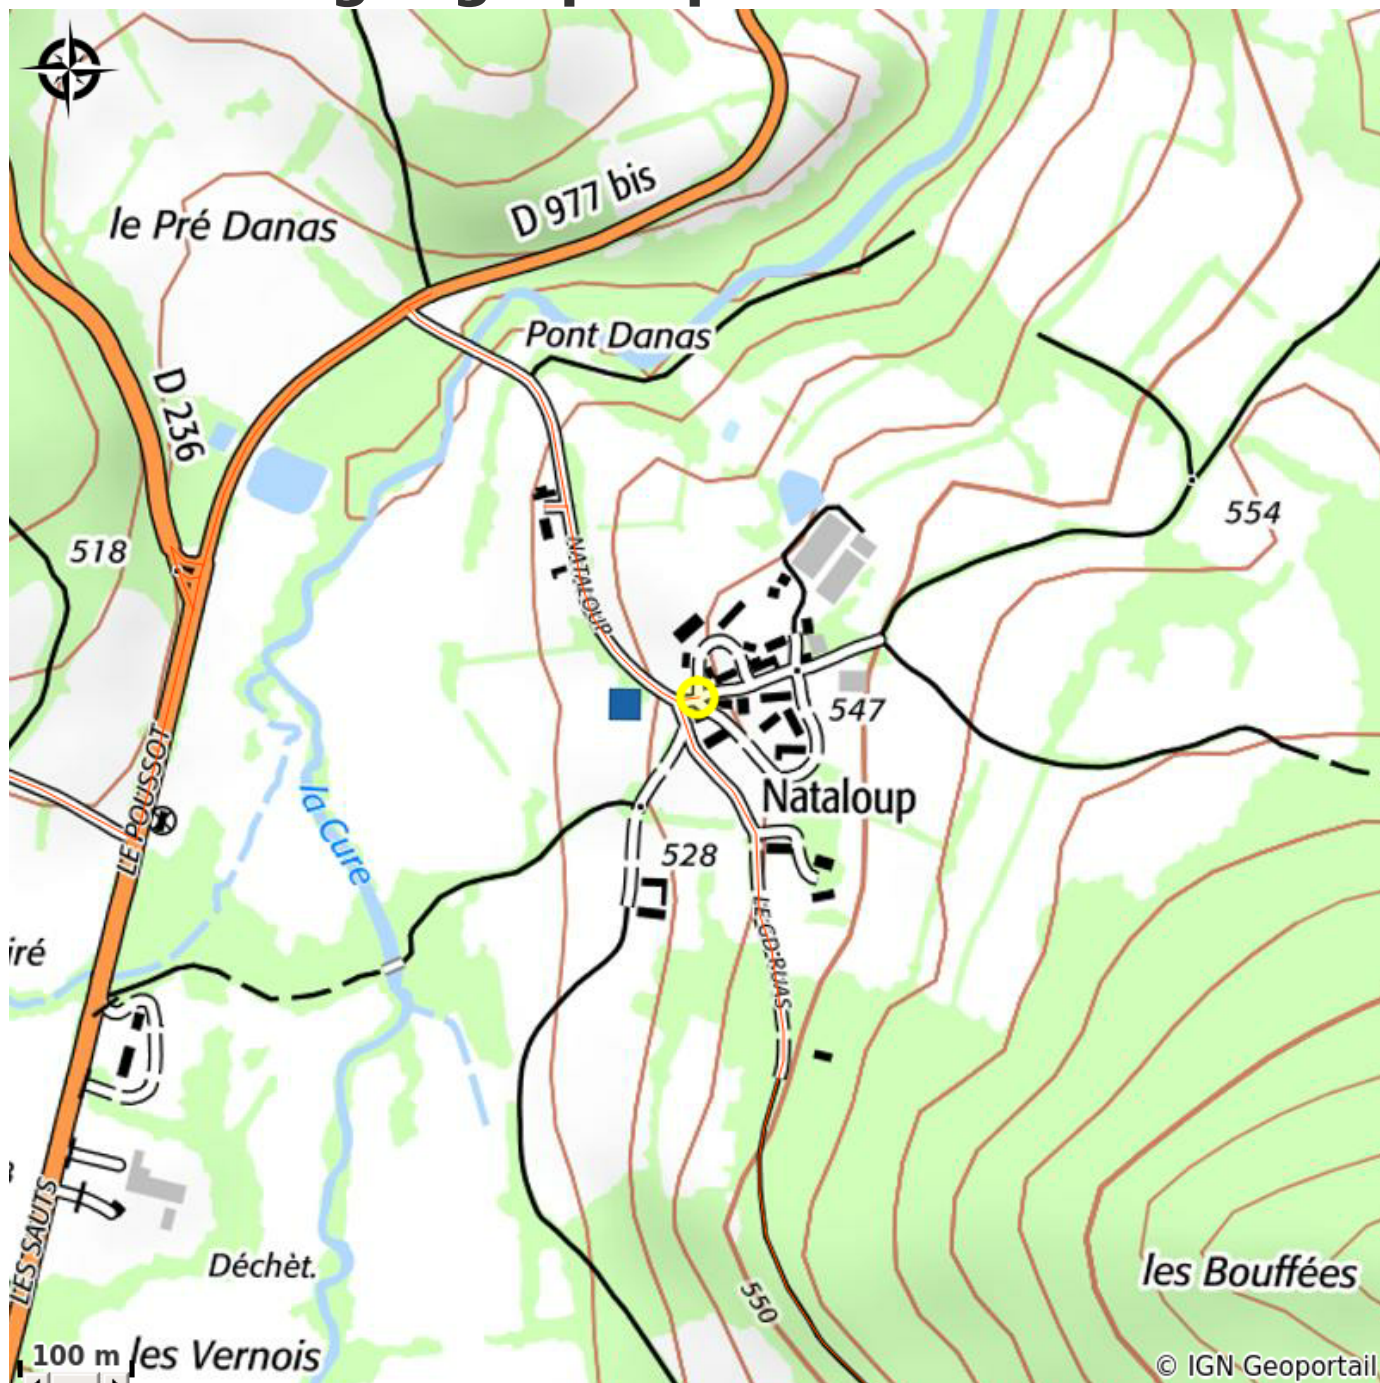 D 977 bis
le Pré Danas
Pont Danas
D 236
554
518
NATALOUP
547
LE POUSSOT
la Cure
Nataloup
528
LE GD RUAS
iré
LES SAUTS
Déchèt.
les Bouffées
550
100 m
les Vernois
© IGN Geoportail